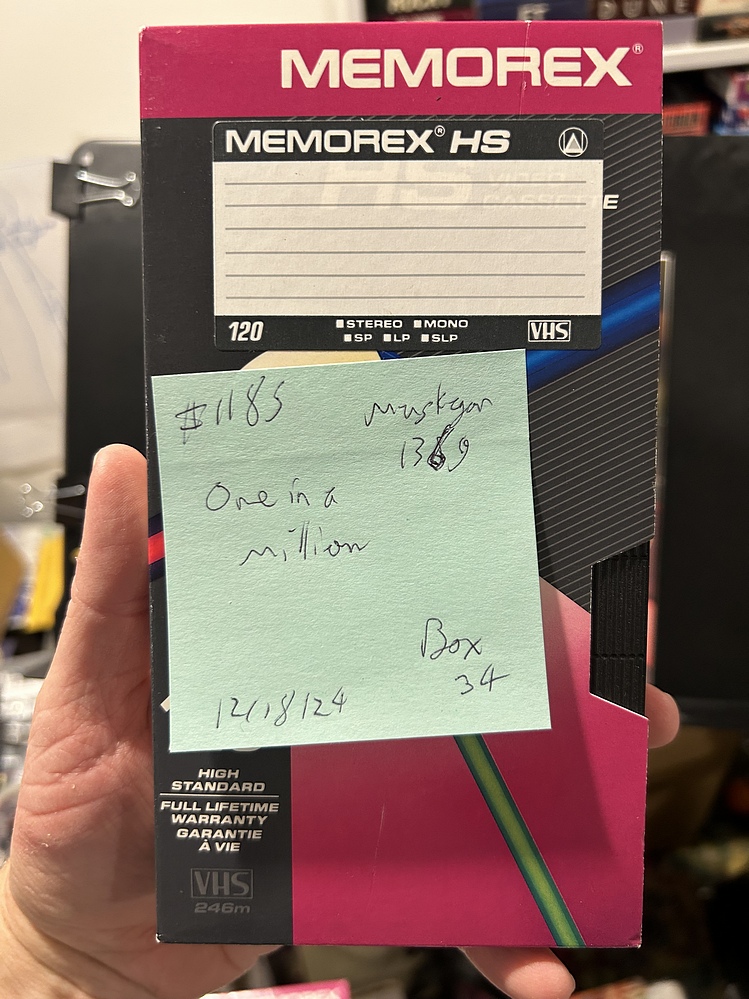 DUNE
MEMOREX®
MEMOREX® HS
120
STEREO MONO
SP LP SLP
VHS
#1185
Muskegon
1389
One in a
million
Box
34
12/18/24
HIGH
STANDARD
FULL LIFETIME
WARRANTY
GARANTIE
À VIE
VHS
246m